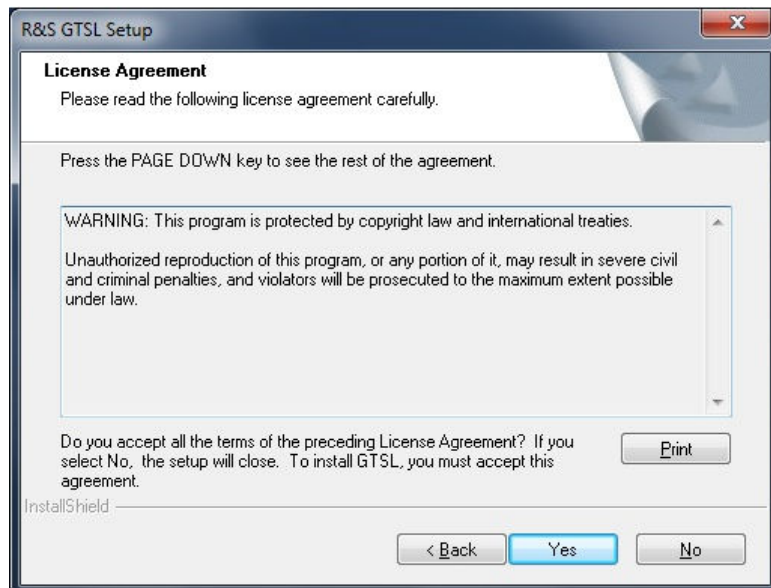 R&S GTSL Setup
License Agreement
Please read the following license agreement carefully.
Press the PAGE DOWN key to see the rest of the agreement.
WARNING: This program is protected by copyright law and international treaties.
Unauthorized reproduction of this program, or any portion of it, may result in severe civil
and criminal penalties, and violators will be prosecuted to the maximum extent possible
under law.
Do you accept all the terms of the preceding License Agreement?  If you
select No,  the setup will close.  To install GTSL, you must accept this
agreement.
Print
InstallShield
< Back
Yes
No